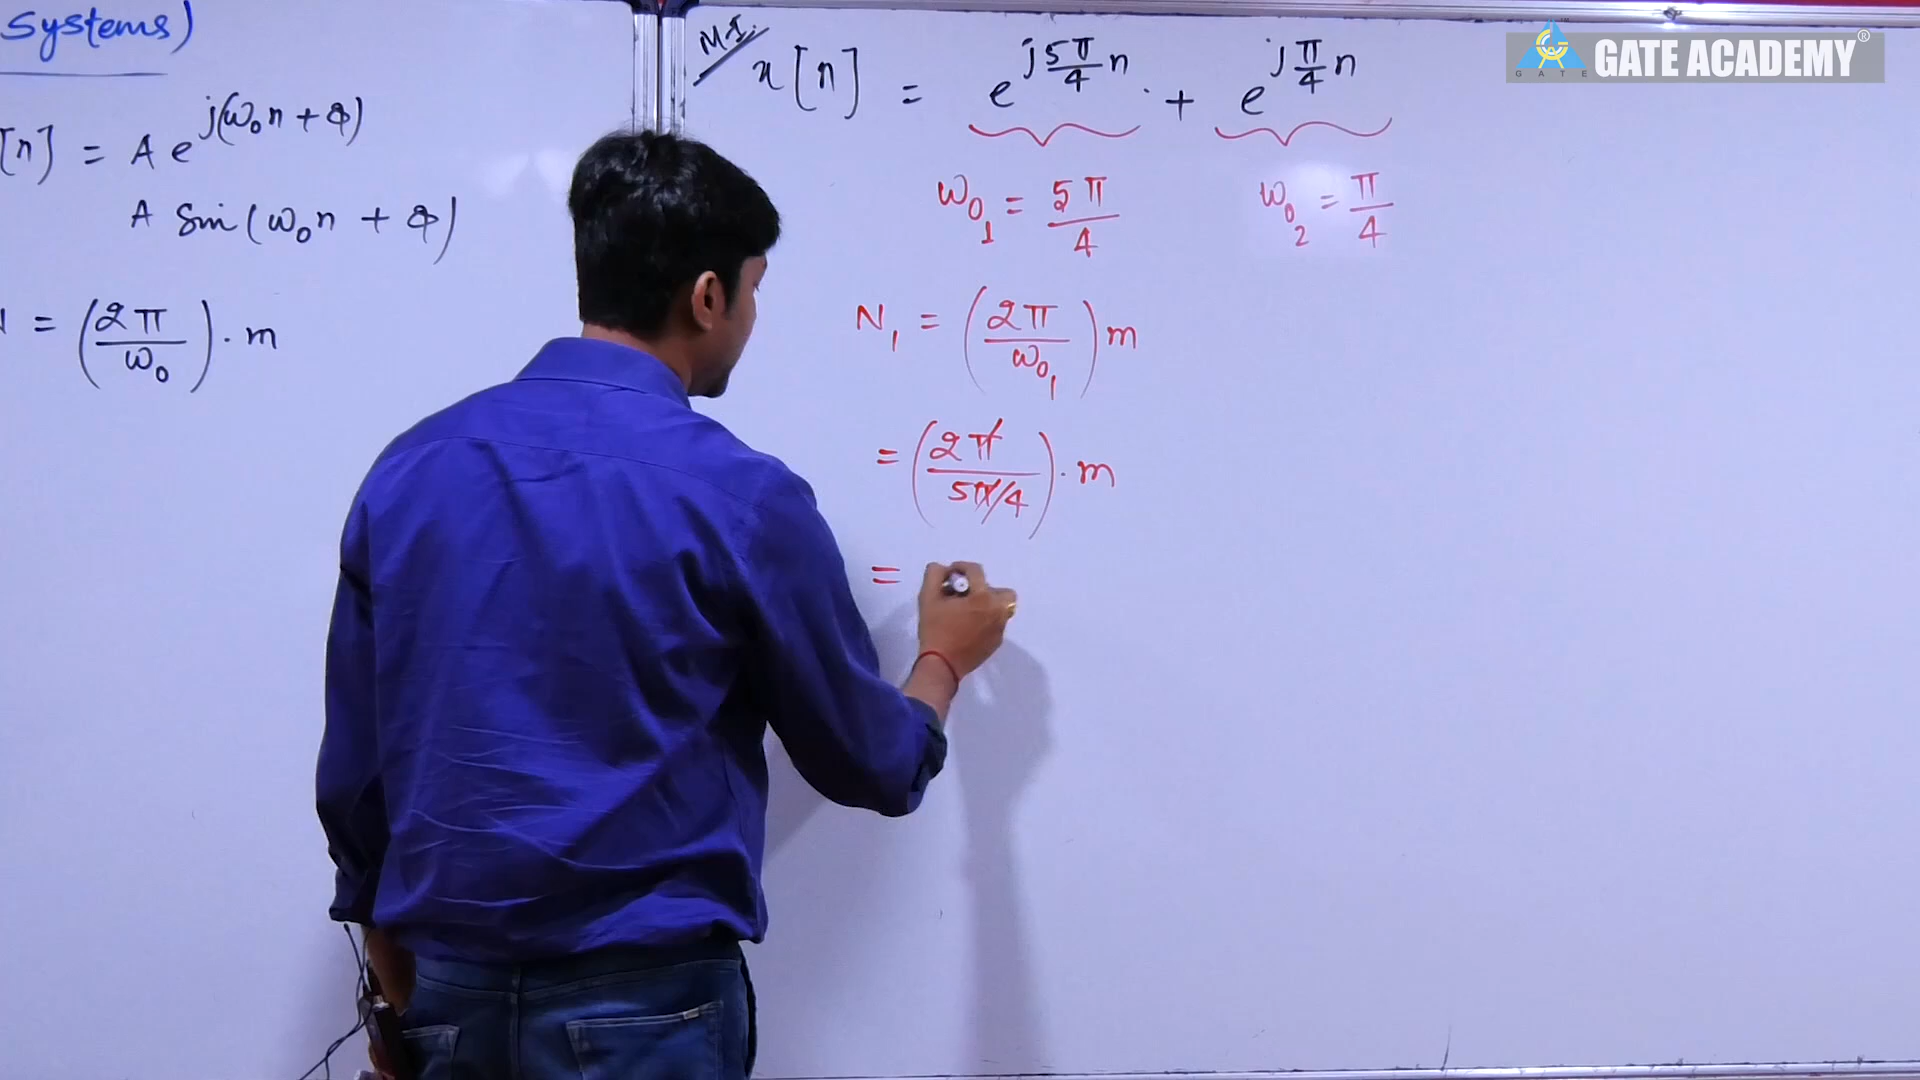 Systems)
[n] = A e^{j(ω₀n + φ)}
A Sin(ω₀n + φ)
= (2π/ω₀) . m
M-I.
x[n] = e^{j5π/4 n} + e^{jπ/4 n}
ω₀₁ = 5π/4 ω₀₂ = π/4
N₁ = (2π/ω₀₁) m
= (2π/5π/4) . m
=
GATE
GATE ACADEMY®